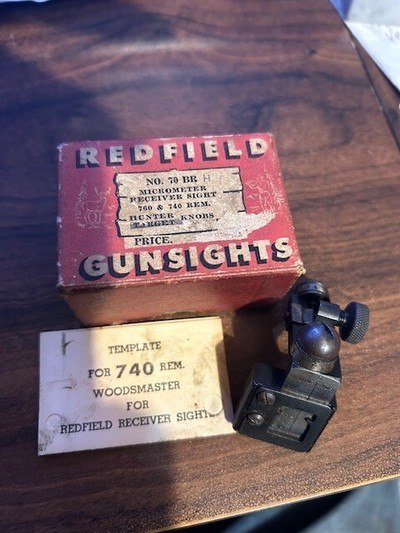 REDFIELD
NO. 70 BR H
MICROMETER
RECEIVER SIGHT
760 & 740 REM.
HUNTER KNOBS
TARGET
PRICE.
GUNSIGHTS
TEMPLATE
FOR 740 REM.
WOODSMASTER
FOR
REDFIELD RECEIVER SIGHT